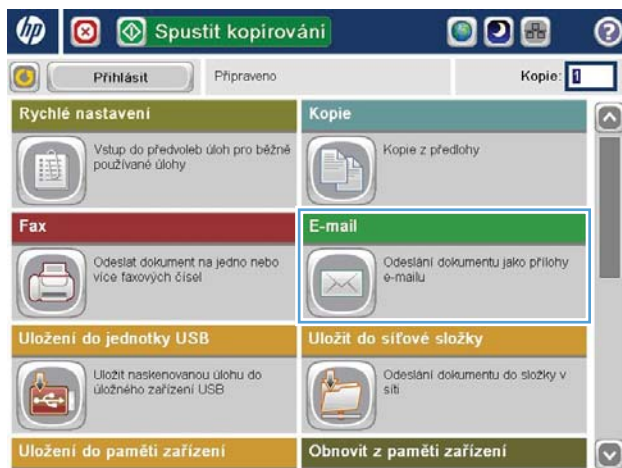 hp
Spustit kopírování
?
Přihlásit
Připraveno
Kopie: 1
Rychlé nastavení
Kopie
Vstup do předvoleb úloh pro běžně
používané úlohy
Kopie z předlohy
Fax
E-mail
Odeslat dokument na jedno nebo
více faxových čísel
Odeslání dokumentu jako přílohy
e-mailu
Uložení do jednotky USB
Uložit do síťové složky
Uložit naskenovanou úlohu do
úložného zařízení USB
Odeslání dokumentu do složky v
síti
Uložení do paměti zařízení
Obnovit z paměti zařízení